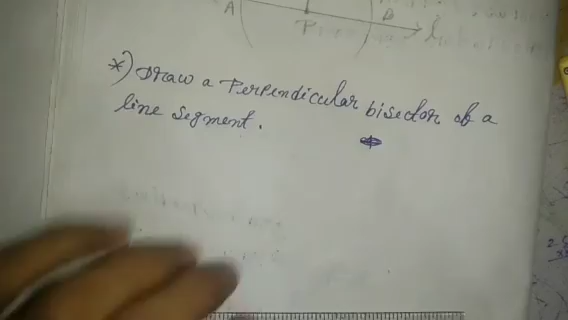 A B
P l
*) Draw a Perpendicular bisector of a
line segment.